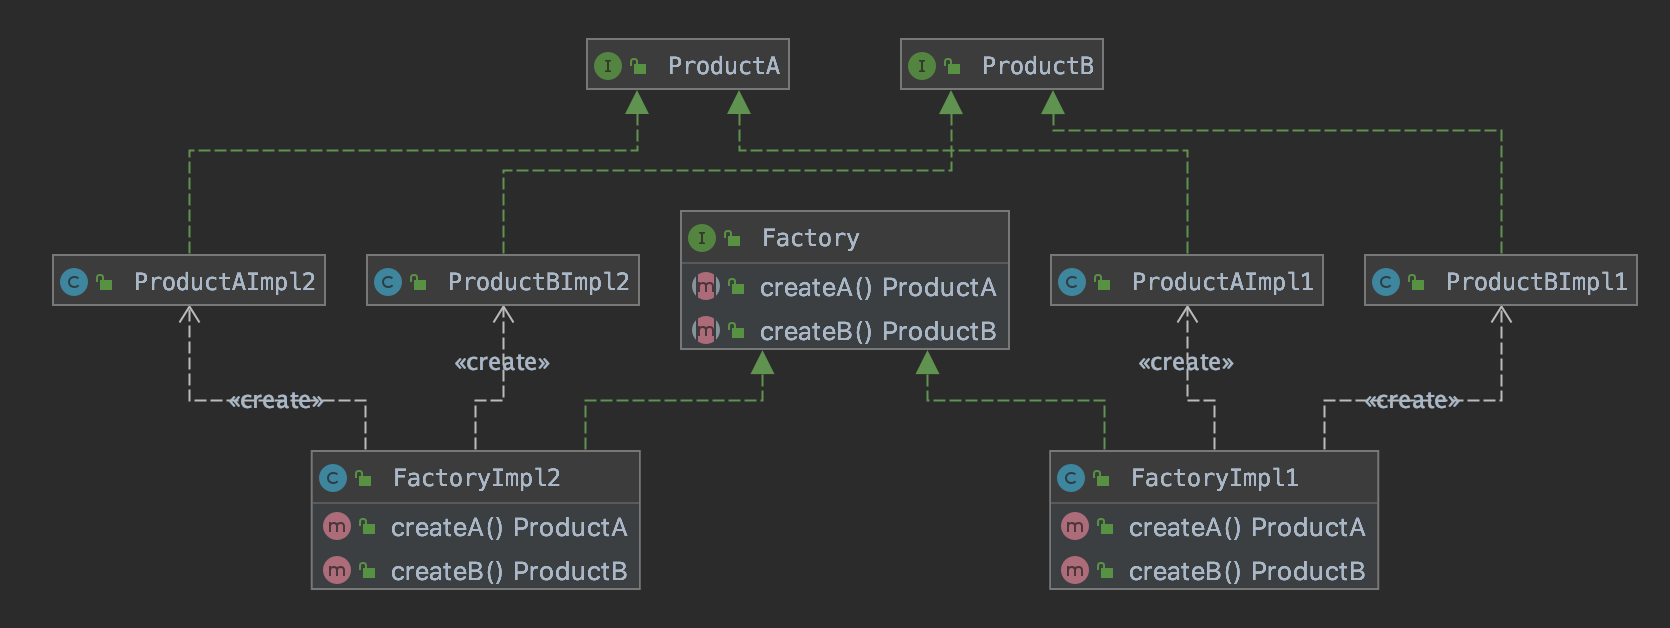 I ProductA
I ProductB
I Factory
m createA() ProductA
m createB() ProductB
C ProductAImpl2
C ProductBImpl2
C ProductAImpl1
C ProductBImpl1
«create»
«create»
«create»
«create»
C FactoryImpl2
m createA() ProductA
m createB() ProductB
C FactoryImpl1
m createA() ProductA
m createB() ProductB